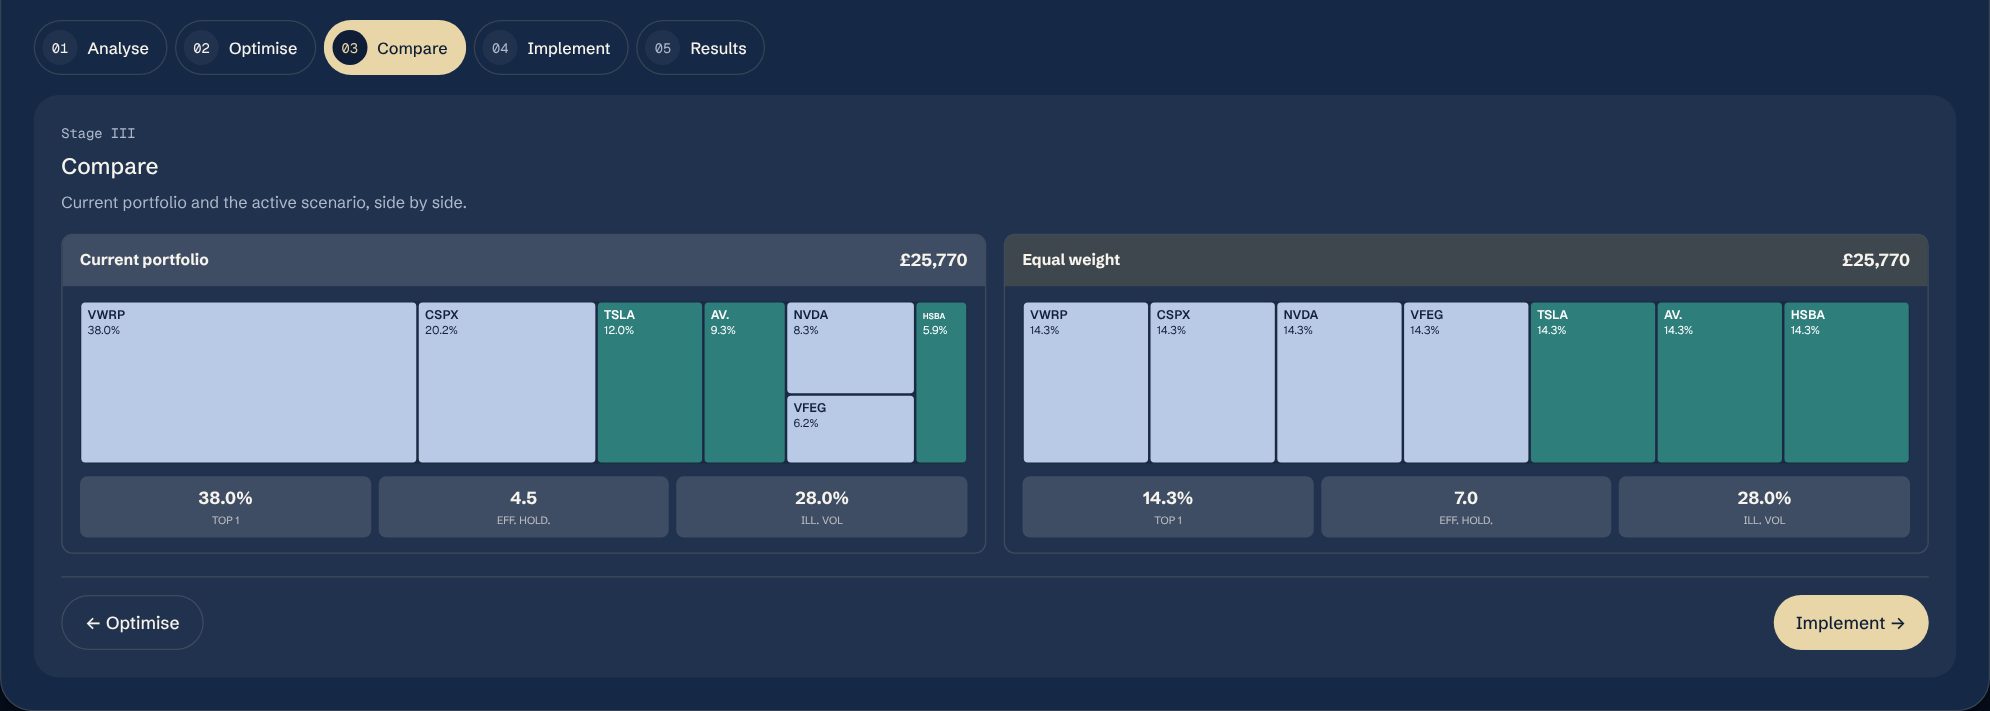 01 Analyse 02 Optimise 03 Compare 04 Implement 05 Results
Stage III
Compare
Current portfolio and the active scenario, side by side.
Current portfolio £25,770
VWRP CSPX TSLA AV. NVDA HSBA
38.0% 20.2% 12.0% 9.3% 8.3% 5.9%
VFEG
6.2%
38.0% 4.5 28.0%
TOP 1 EFF. HOLD. ILL. VOL
Equal weight £25,770
VWRP CSPX NVDA VFEG TSLA AV. HSBA
14.3% 14.3% 14.3% 14.3% 14.3% 14.3% 14.3%
14.3% 7.0 28.0%
TOP 1 EFF. HOLD. ILL. VOL
← Optimise Implement →